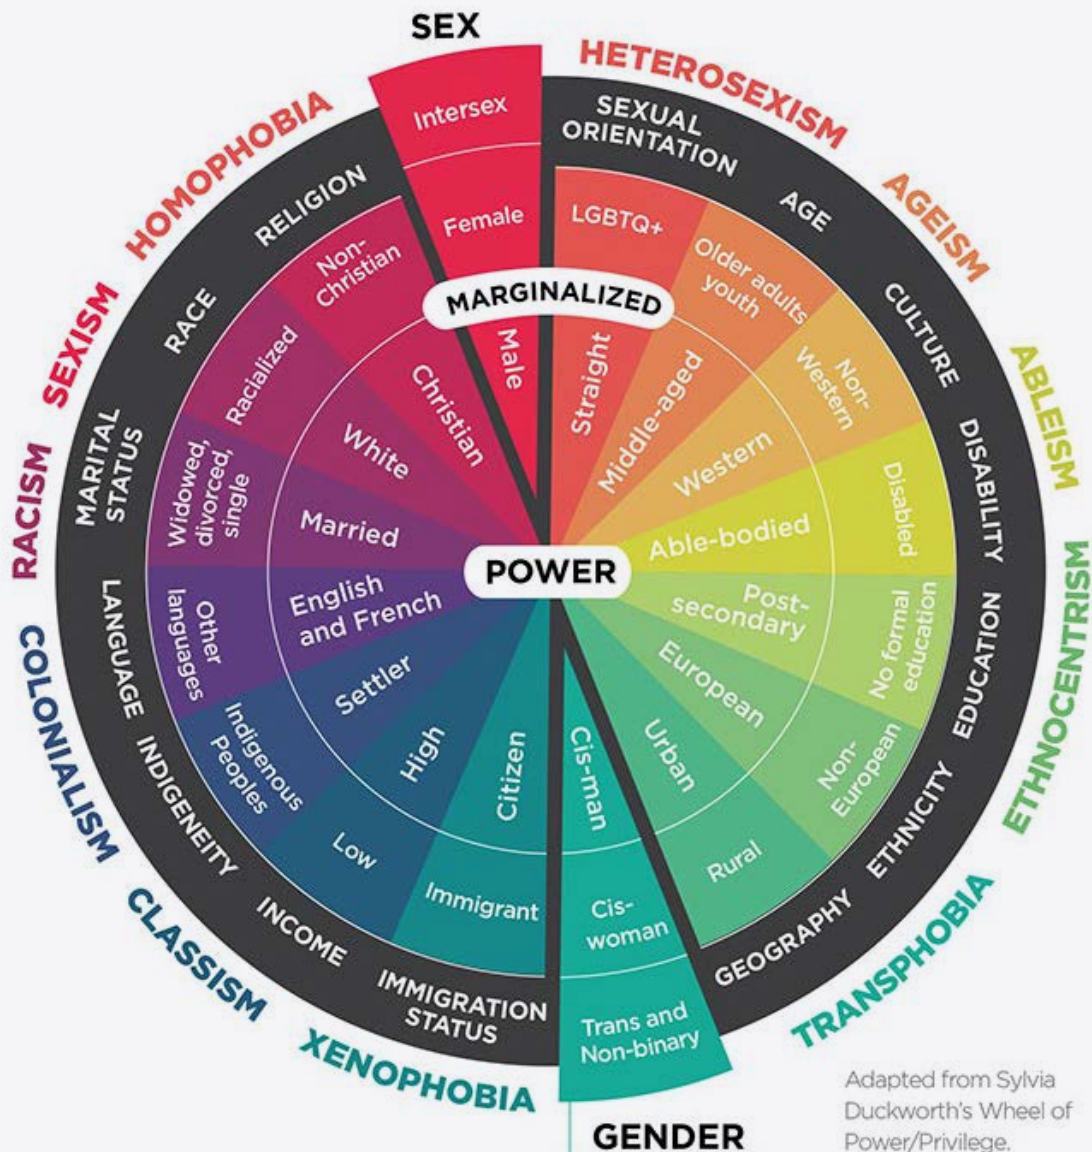 SEX
HETEROSEXISM
AGEISM
ABLEISM
ETHNOCENTRISM
TRANSPHOBIA
GENDER
XENOPHOBIA
CLASSISM
COLONIALISM
RACISM
SEXISM
HOMOPHOBIA
Intersex
Female
Male
SEXUAL
ORIENTATION
LGBTQ+
Straight
AGE
Older adults
youth
Middle-aged
CULTURE
Non-
Western
Western
DISABILITY
Disabled
Able-bodied
EDUCATION
No formal
education
Post-
secondary
ETHNICITY
Non-
European
European
GEOGRAPHY
Rural
Urban
Cis-man
Cis-
woman
Trans and
Non-binary
IMMIGRATION
STATUS
Immigrant
Citizen
INCOME
Low
High
INDIGENEITY
Indigenous
Peoples
Settler
LANGUAGE
Other
languages
English
and French
MARITAL
STATUS
Widowed,
divorced,
single
Married
RACE
Racialized
White
RELIGION
Non-
Christian
Christian
MARGINALIZED
POWER
Adapted from Sylvia
Duckworth's Wheel of
Power/Privilege.